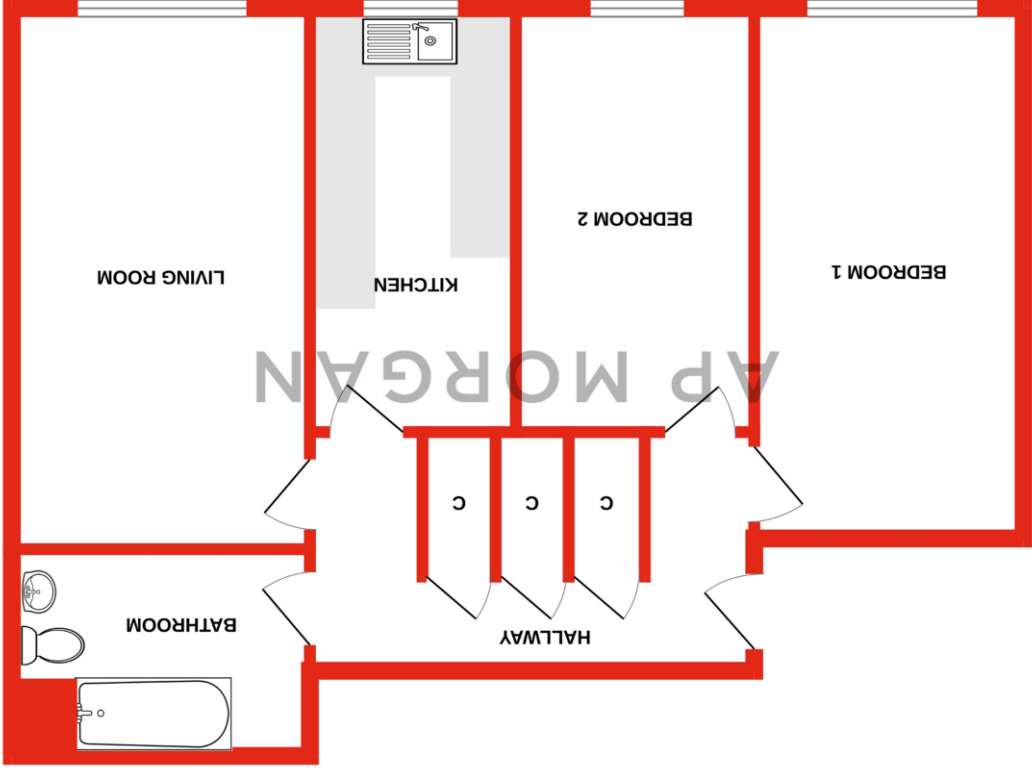 HALLWAY
BATHROOM
C
C
C
AP MORGAN
BEDROOM 1
KITCHEN
LIVING ROOM
BEDROOM 2